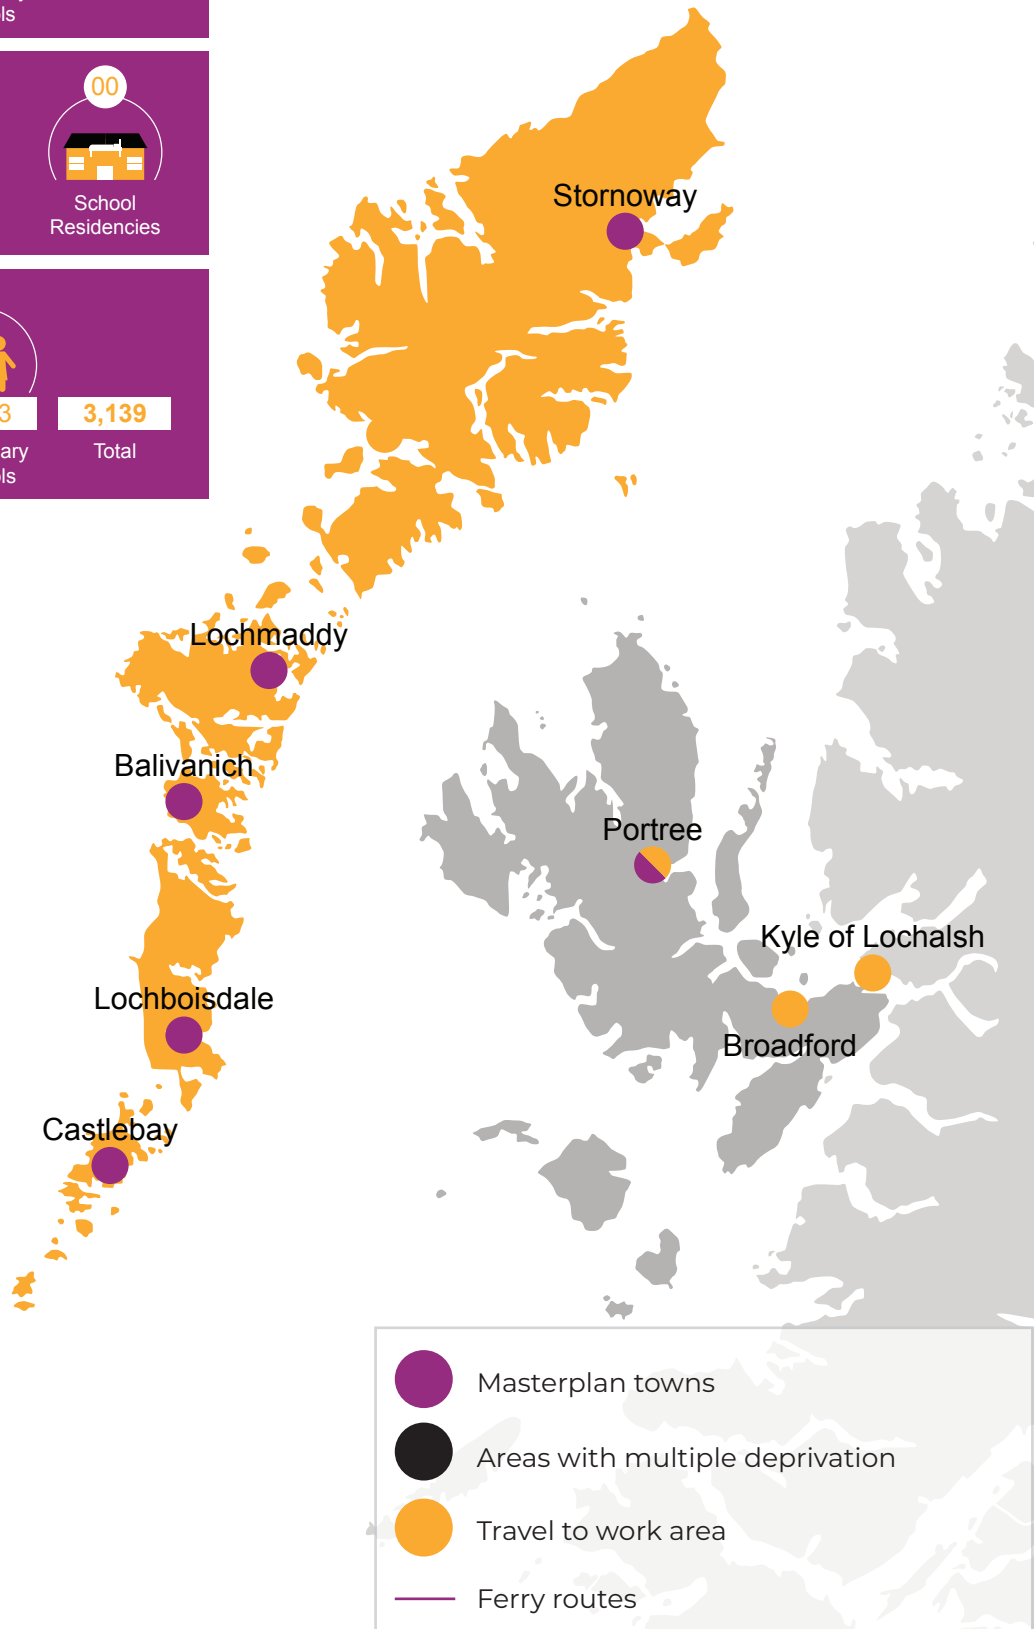 ls
00
School
Residencies
3
3,139
ary
Total
ls
Stornoway
Lochmaddy
Balivanich
Portree
Kyle of Lochalsh
Lochboisdale
Broadford
Castlebay
Masterplan towns
Areas with multiple deprivation
Travel to work area
Ferry routes